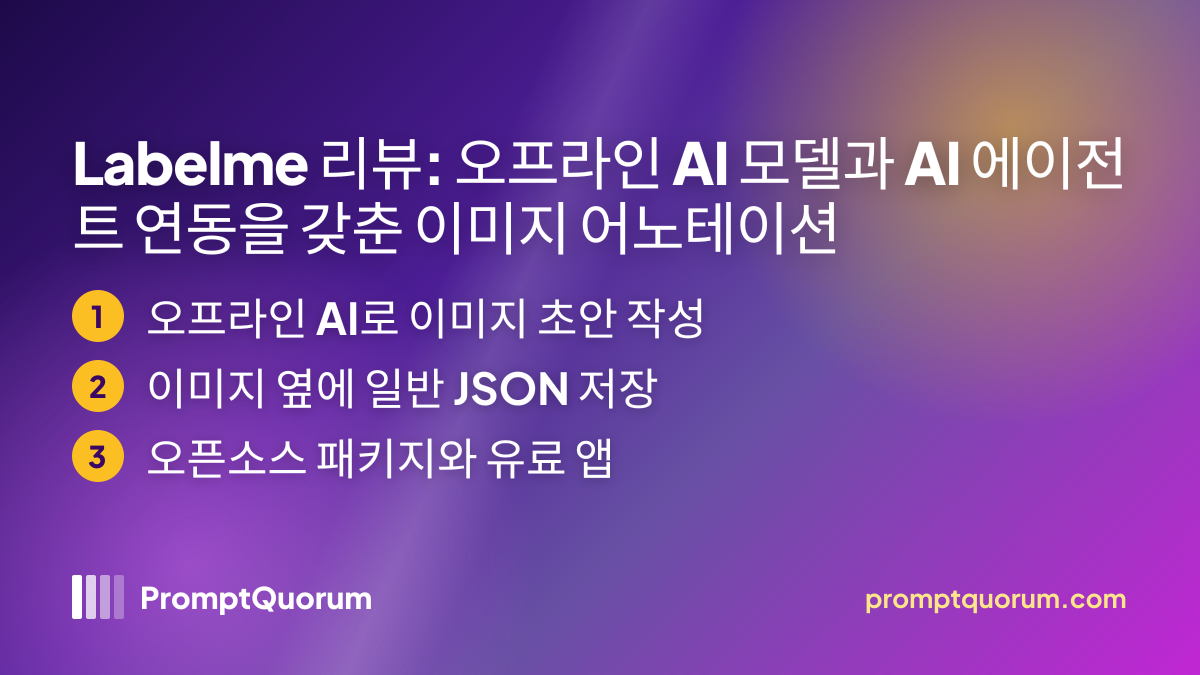 Labelme 리뷰: 오프라인 AI 모델과 AI 에이전
트 연동을 갖춘 이미지 어노테이션
1 오프라인 AI로 이미지 초안 작성
2 이미지 옆에 일반 JSON 저장
3 오픈소스 패키지와 유료 앱
PromptQuorum
promptquorum.com